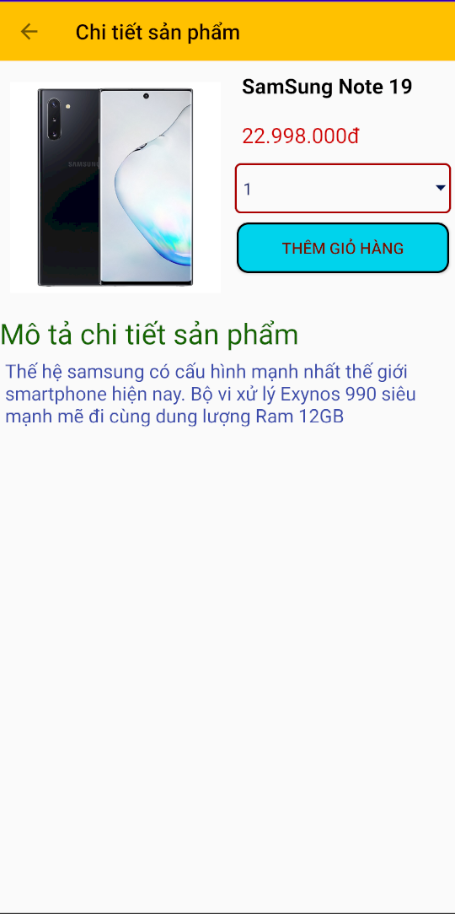 Chi tiết sản phẩm
SAMSUNG
SamSung Note 19
22.998.000đ
1
THÊM GIỎ HÀNG
Mô tả chi tiết sản phẩm
Thế hệ samsung có cấu hình mạnh nhất thế giới
smartphone hiện nay. Bộ vi xử lý Exynos 990 siêu
mạnh mẽ đi cùng dung lượng Ram 12GB